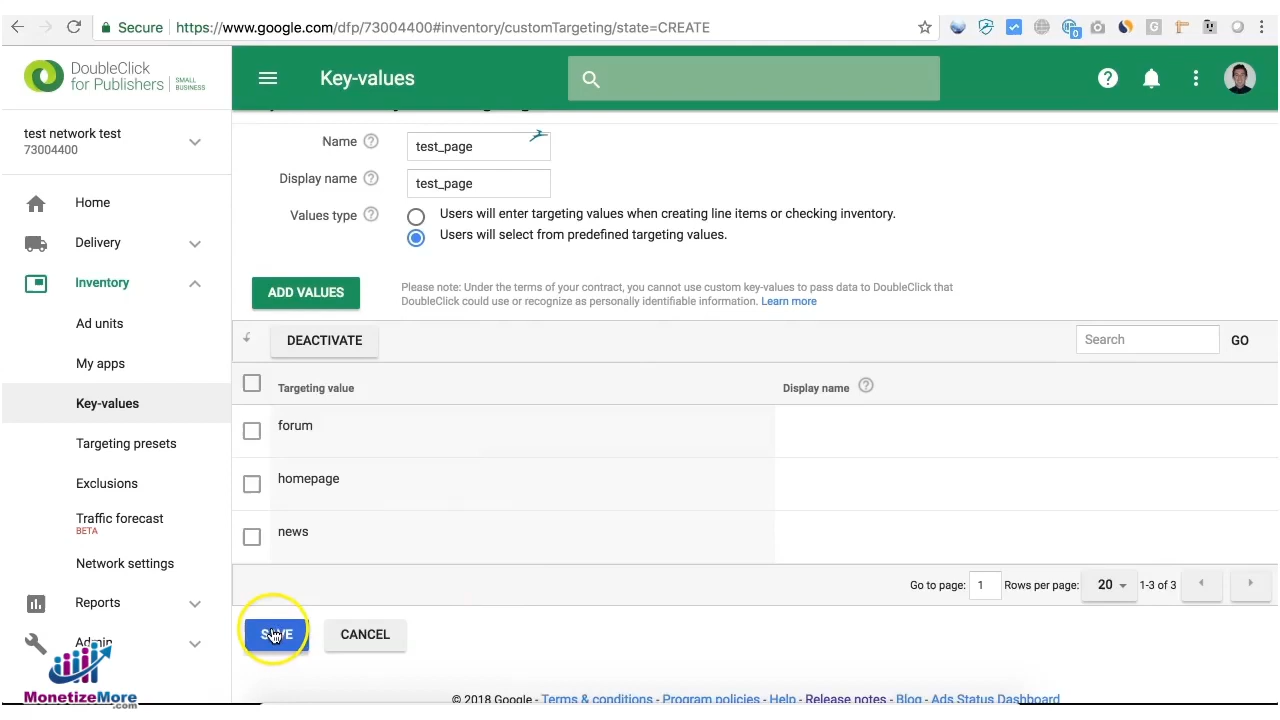 Secure
https://www.google.com/dfp/73004400#inventory/customTargeting/state=CREATE
DoubleClick
for Publishers
SMALL
BUSINESS
Key-values
test network test
73004400
Home
Delivery
Inventory
Ad units
My apps
Key-values
Targeting presets
Exclusions
Traffic forecast
BETA
Network settings
Reports
Admin
MonetizeMore
.com
Name
test_page
Display name
test_page
Values type
Users will enter targeting values when creating line items or checking inventory.
Users will select from predefined targeting values.
ADD VALUES
Please note: Under the terms of your contract, you cannot use custom key-values to pass data to DoubleClick that
DoubleClick could use or recognize as personally identifiable information. Learn more
DEACTIVATE
Search
GO
Targeting value
Display name
forum
homepage
news
Go to page: 1 Rows per page: 20 1-3 of 3
SAVE
CANCEL
© 2018 Google - Terms & conditions - Program policies - Help - Release notes - Blog - Ads Status Dashboard